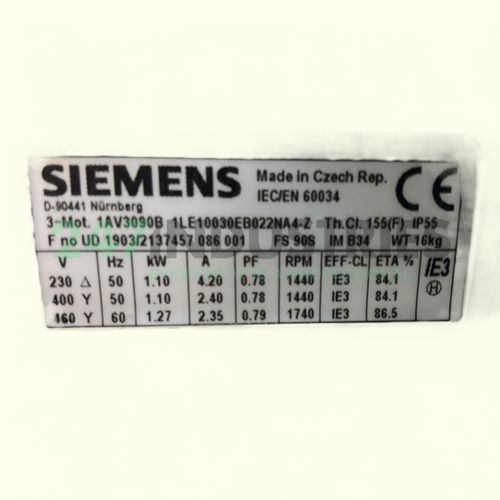 SIEMENS
Made in Czech Rep.
IEC/EN 60034
CE
D-90441 Nürnberg
3~Mot. 1AV3090B 1LE10030EB022NA4-Z Th.Cl. 155(F) IP55
F no UD 1903/2137457 086 001 FS 90S IM B34 WT 16kg
V Hz kW A PF RPM EFF-CL ETA % IE3
230 Δ 50 1.10 4.20 0.78 1440 IE3 84.1
400 Y 50 1.10 2.40 0.78 1440 IE3 84.1
460 Y 60 1.27 2.35 0.79 1740 IE3 86.5